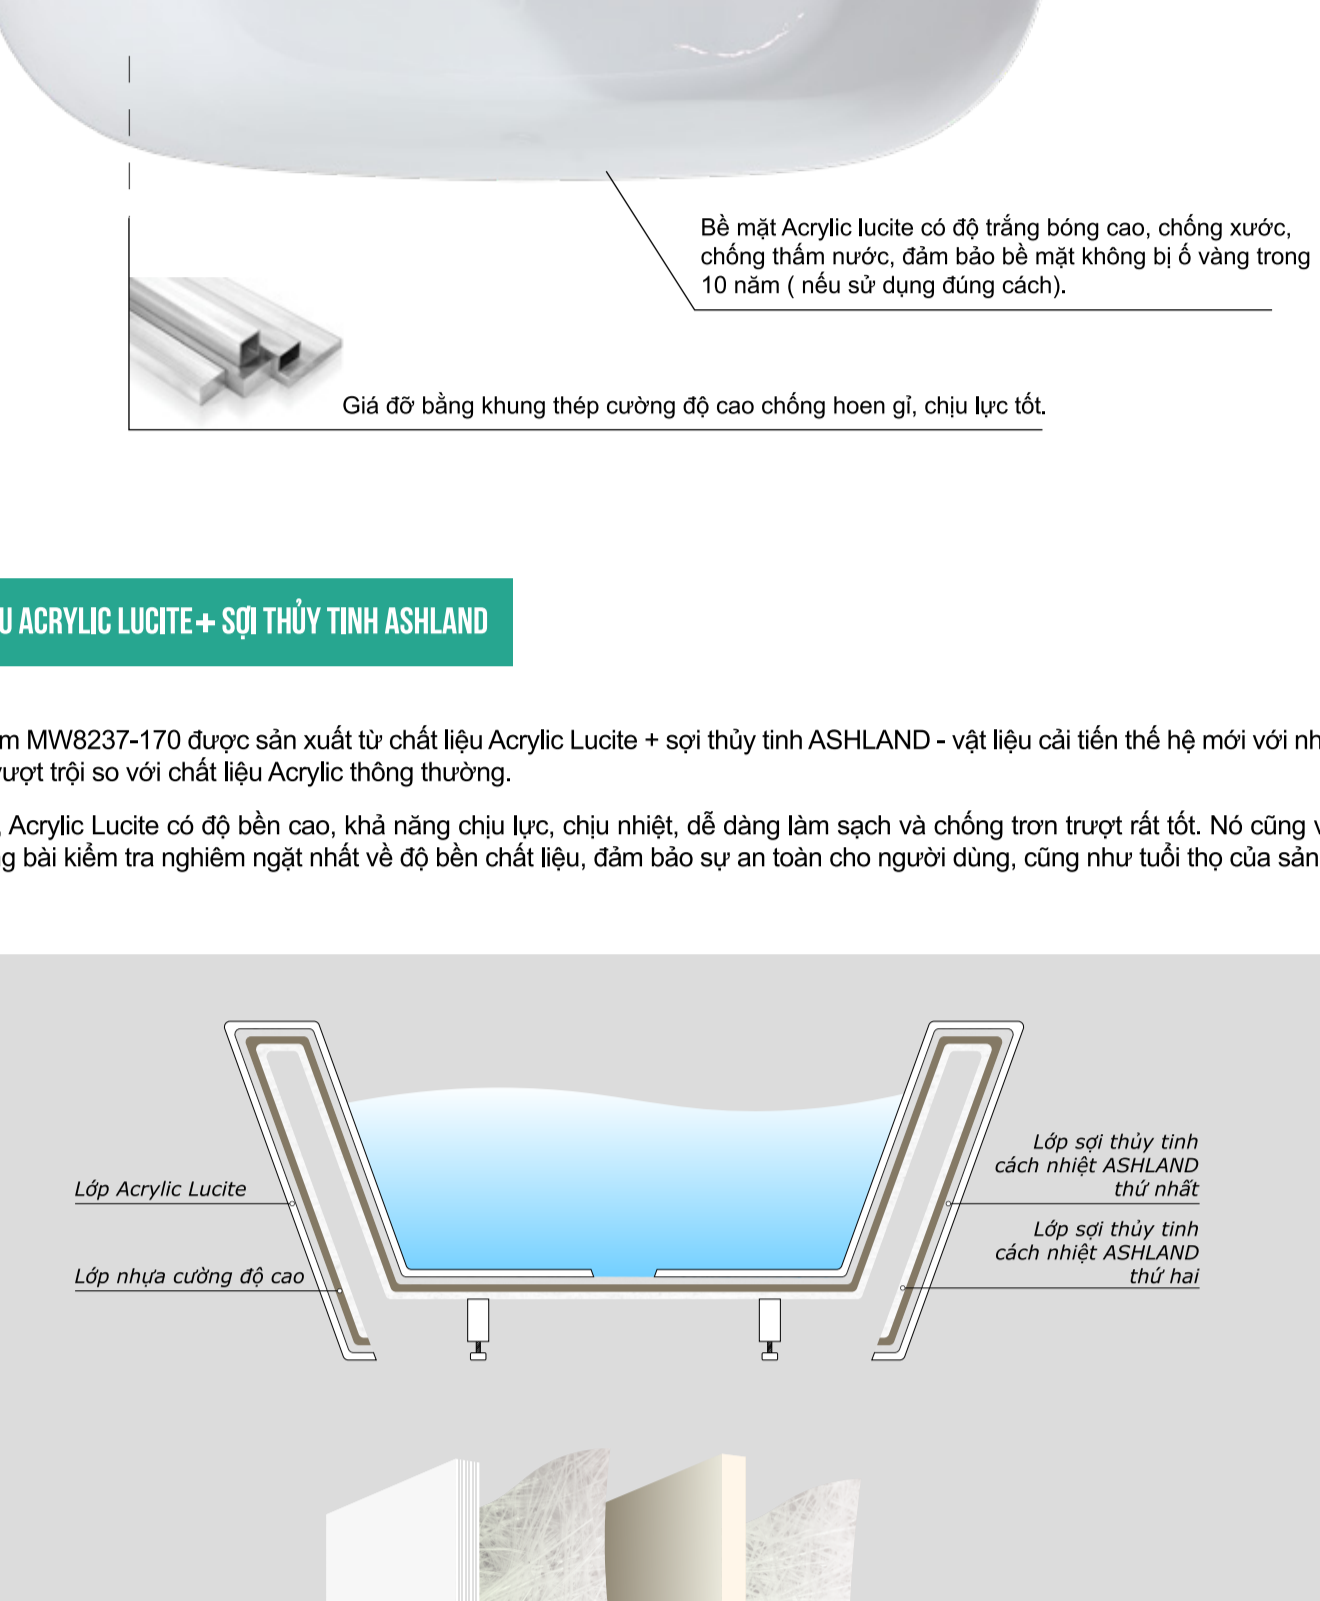 Bề mặt Acrylic lucite có độ trắng bóng cao, chống xước,
chống thấm nước, đảm bảo bề mặt không bị ố vàng trong
10 năm ( nếu sử dụng đúng cách).
Giá đỡ bằng khung thép cường độ cao chống hoen gỉ, chịu lực tốt.
U ACRYLIC LUCITE + SỢI THỦY TINH ASHLAND
m MW8237-170 được sản xuất từ chất liệu Acrylic Lucite + sợi thủy tinh ASHLAND - vật liệu cải tiến thế hệ mới với nh
vượt trội so với chất liệu Acrylic thông thường.
, Acrylic Lucite có độ bền cao, khả năng chịu lực, chịu nhiệt, dễ dàng làm sạch và chống trơn trượt rất tốt. Nó cũng v
g bài kiểm tra nghiêm ngặt nhất về độ bền chất liệu, đảm bảo sự an toàn cho người dùng, cũng như tuổi thọ của sản
Lớp Acrylic Lucite
Lớp nhựa cường độ cao
Lớp sợi thủy tinh
cách nhiệt ASHLAND
thứ nhất
Lớp sợi thủy tinh
cách nhiệt ASHLAND
thứ hai